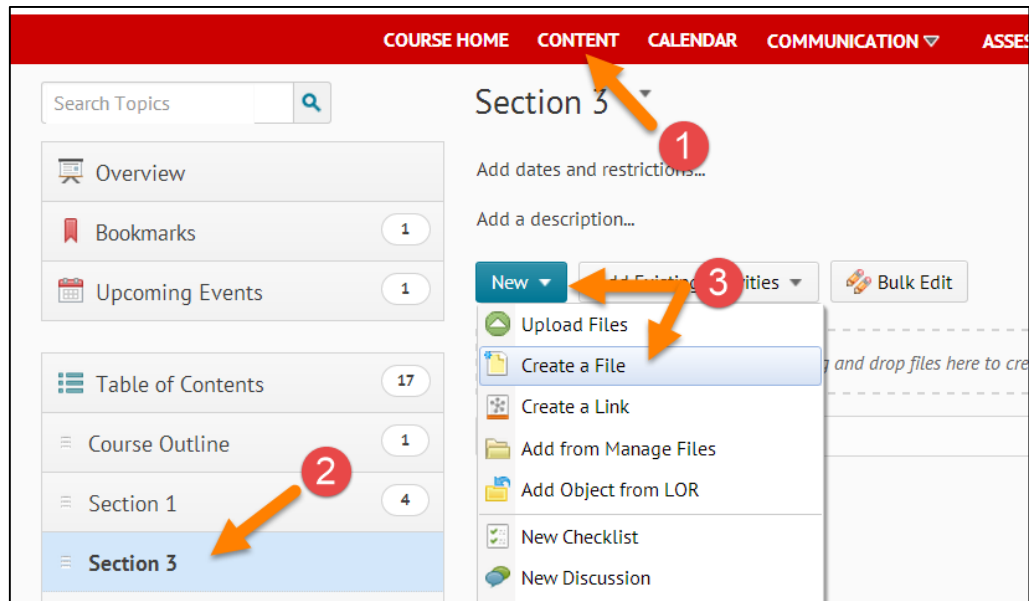 COURSE HOME CONTENT CALENDAR COMMUNICATION
Search Topics
Overview
Bookmarks 1
Upcoming Events 1
Table of Contents 17
Course Outline 1
Section 1 4
Section 3
2
Section 3
1
Add dates and restrictions...
Add a description...
New Existing Bulk Edit
3
Upload Files
Create a File
and drop files here to
Create a Link
Add from Manage Files
Add Object from LOR
New Checklist
New Discussion